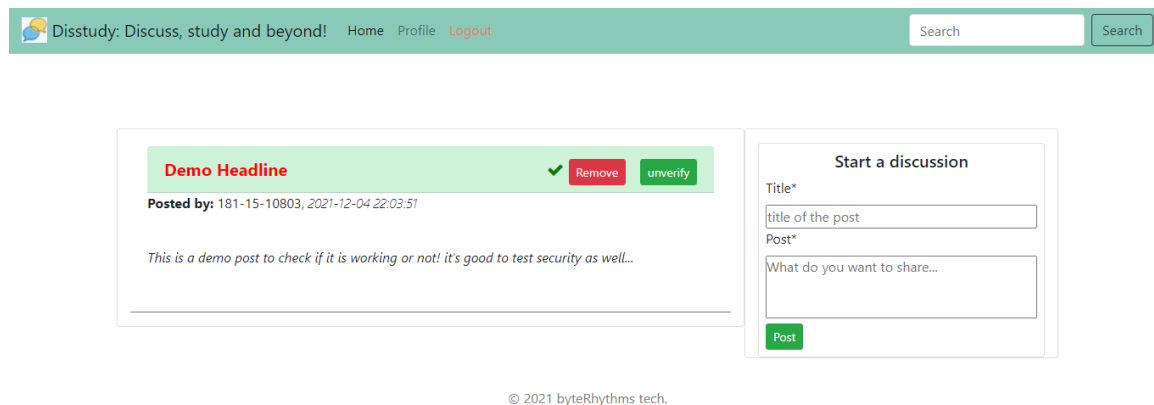 Disstudy: Discuss, study and beyond! Home Profile Logout Search Search
Demo Headline Remove unverify
Posted by: 181-15-10803, 2021-12-04 22:03:51
This is a demo post to check if it is working or not! it's good to test security as well...
Start a discussion
Title*
title of the post
Post*
What do you want to share...
Post
© 2021 byteRhythms tech.